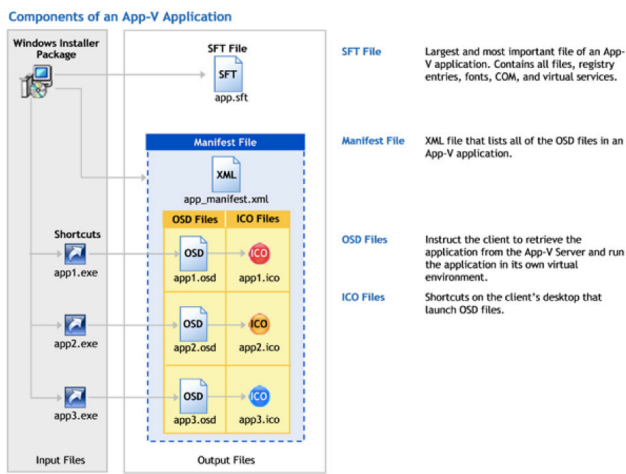 Components of an App-V Application
Windows Installer
Package
SFT File
SFT
app.sft
Manifest File
XML
app_manifest.xml
OSD Files
ICO Files
Shortcuts
app1.exe
OSD
app1.osd
ICO
app1.ico
app2.exe
OSD
app2.osd
ICO
app2.ico
app3.exe
OSD
app3.osd
ICO
app3.ico
Input Files
Output Files
SFT File
Largest and most important file of an App-
V application. Contains all files, registry
entries, fonts, COM, and virtual services.
Manifest File
XML file that lists all of the OSD files in an
App-V application.
OSD Files
Instruct the client to retrieve the
application from the App-V Server and run
the application in its own virtual
environment.
ICO Files
Shortcuts on the client's desktop that
launch OSD files.